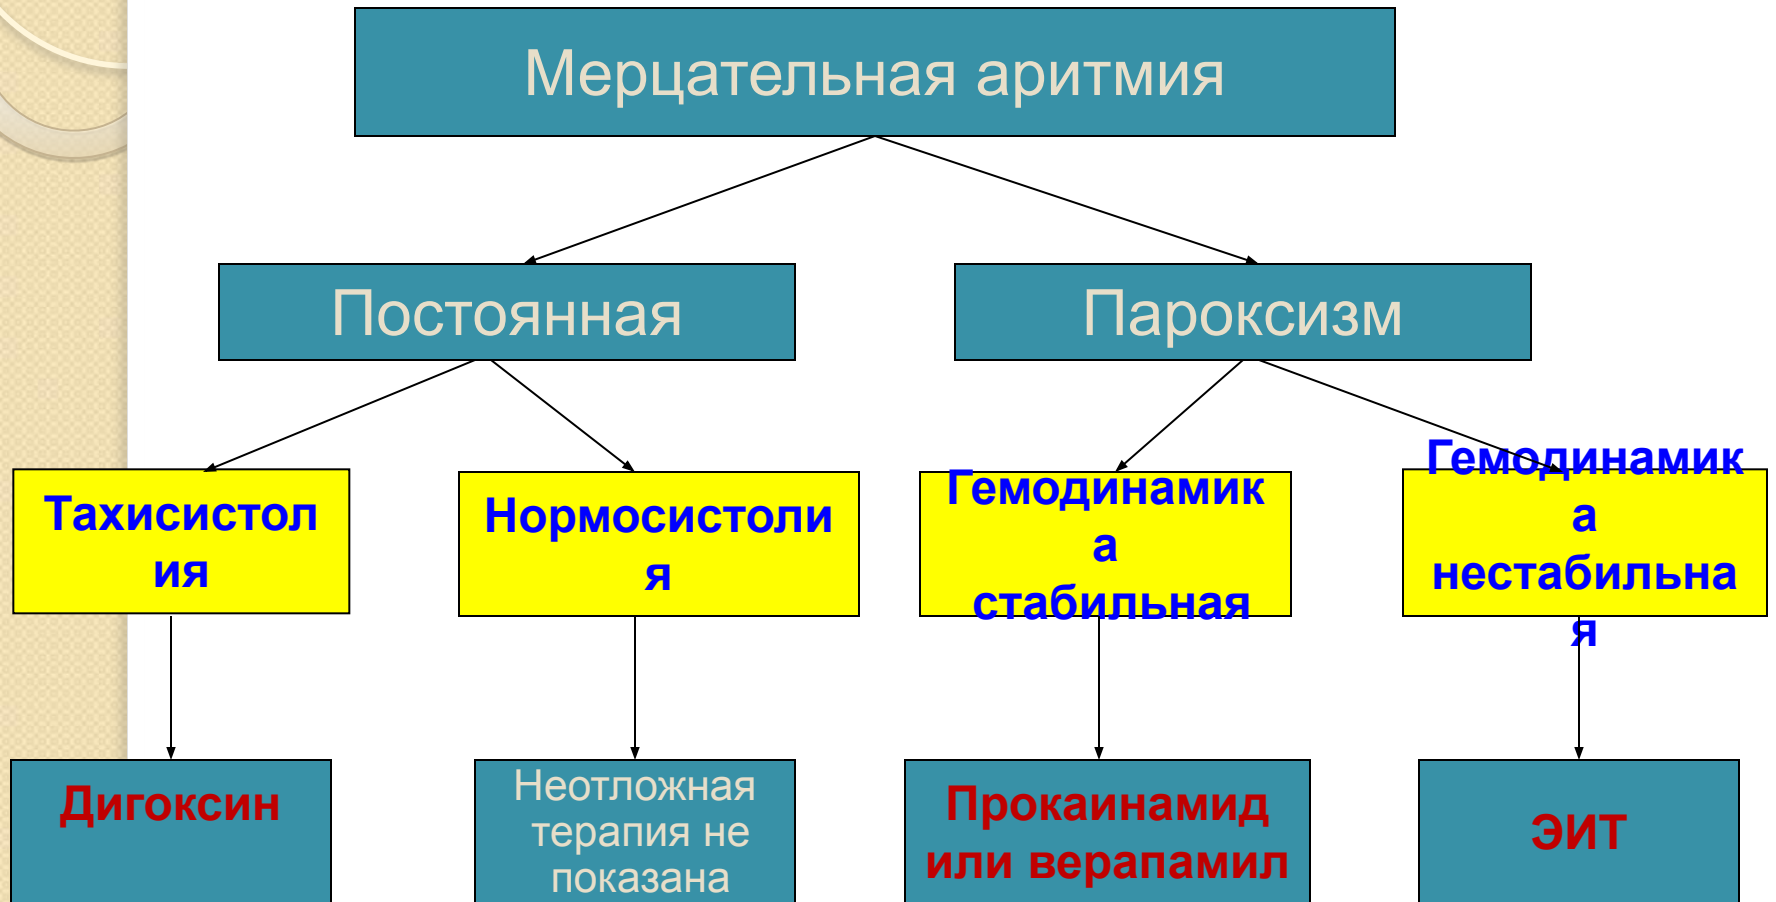 Мерцательная аритмия
Постоянная
Пароксизм
Тахисистол
ия
Нормосистоли
я
Гемодинамик
а
стабильная
Гемодинамик
а
нестабильна
я
Дигоксин
Неотложная
терапия не
показана
Прокаинамид
или верапамил
ЭИТ